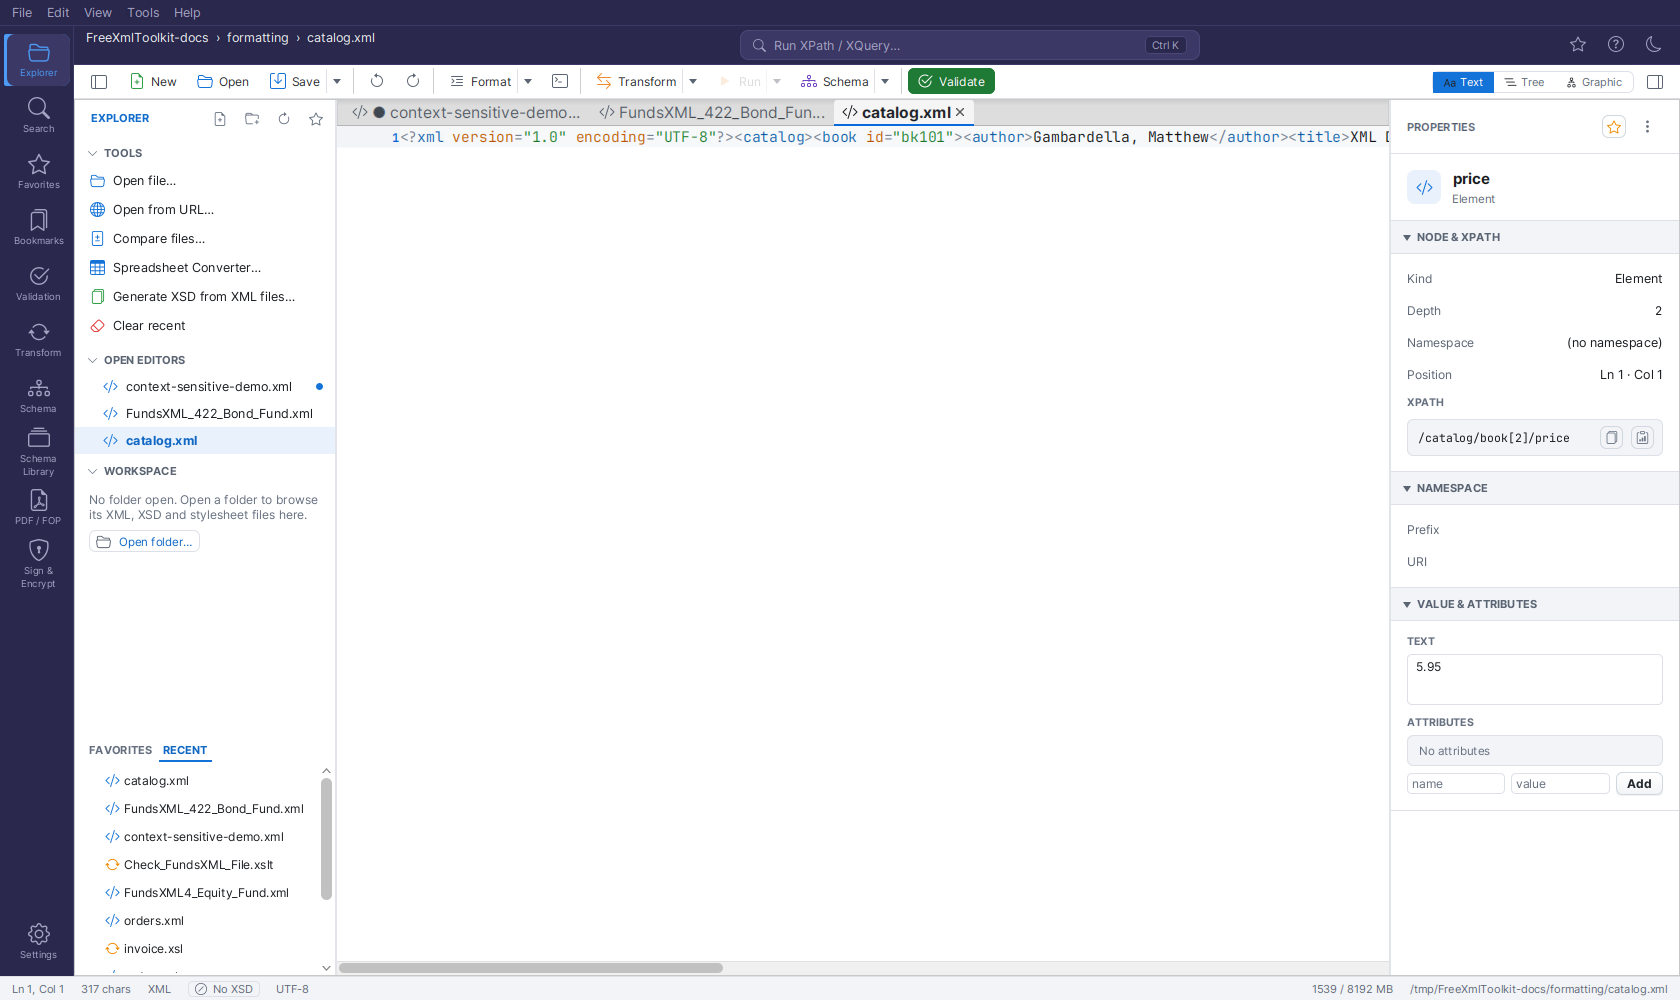 File Edit View Tools Help
FreeXmlToolkit-docs › formatting › catalog.xml
Run XPath / XQuery... Ctrl K
New Open Save Format Transform Run Schema Validate
Aa Text Tree Graphic
Explorer
Search
Favorites
Bookmarks
Validation
Transform
Schema
Schema Library
PDF / FOP
Sign & Encrypt
Settings
EXPLORER
TOOLS
Open file...
Open from URL...
Compare files...
Spreadsheet Converter...
Generate XSD from XML files...
Clear recent
OPEN EDITORS
context-sensitive-demo.xml
FundsXML_422_Bond_Fund.xml
catalog.xml
WORKSPACE
No folder open. Open a folder to browse
its XML, XSD and stylesheet files here.
Open folder...
FAVORITES RECENT
catalog.xml
FundsXML_422_Bond_Fund.xml
context-sensitive-demo.xml
Check_FundsXML_File.xslt
FundsXML4_Equity_Fund.xml
orders.xml
invoice.xsl
context-sensitive-demo... FundsXML_422_Bond_Fun... catalog.xml
1<?xml version="1.0" encoding="UTF-8"?><catalog><book id="bk101"><author>Gambardella, Matthew</author><title>XML D
PROPERTIES
price
Element
NODE & XPATH
Kind Element
Depth 2
Namespace (no namespace)
Position Ln 1 · Col 1
XPATH
/catalog/book[2]/price
NAMESPACE
Prefix
URI
VALUE & ATTRIBUTES
TEXT
5.95
ATTRIBUTES
No attributes
name value Add
Ln 1, Col 1 317 chars XML No XSD UTF-8
1539 / 8192 MB /tmp/FreeXmlToolkit-docs/formatting/catalog.xml